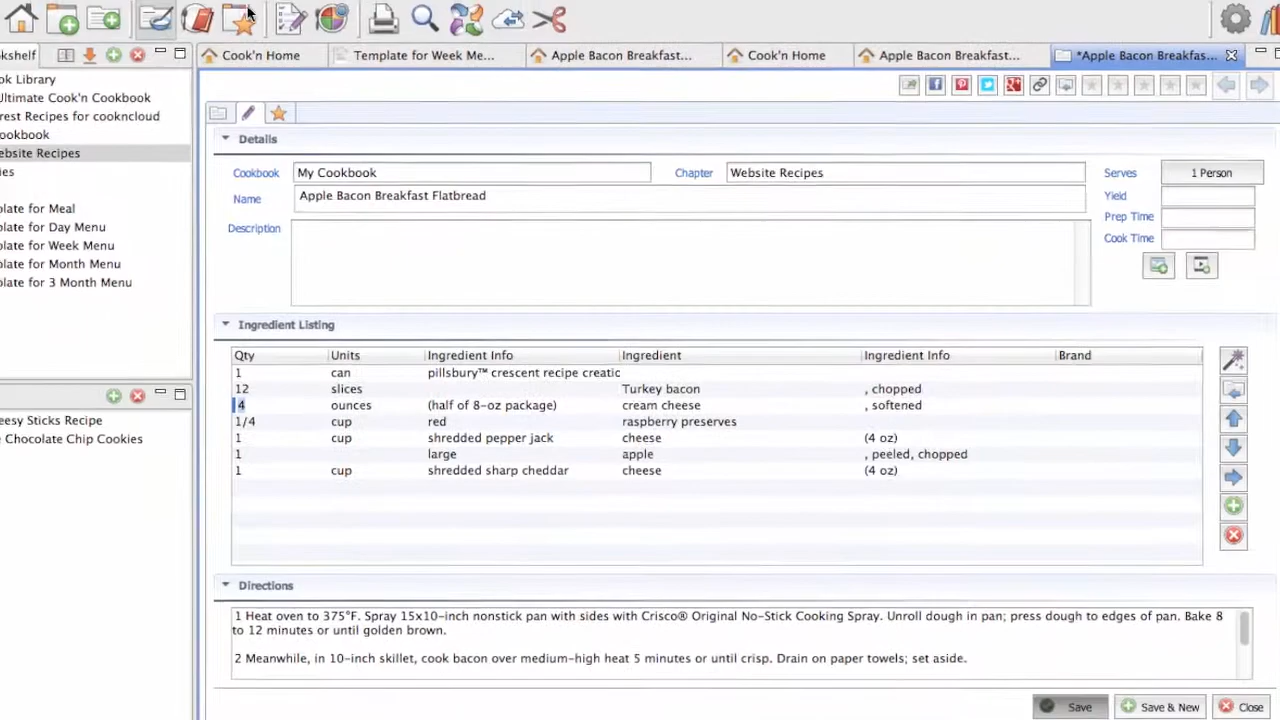 Cook'n Home
Template for Week Me...
Apple Bacon Breakfast...
Cook'n Home
Apple Bacon Breakfast...
*Apple Bacon Breakfas...
okshelf
ok Library
Ultimate Cook'n Cookbook
rest Recipes for cookncloud
ookbook
ebsite Recipes
ies
plate for Meal
plate for Day Menu
plate for Week Menu
plate for Month Menu
plate for 3 Month Menu
eesy Sticks Recipe
Chocolate Chip Cookies
Details
Cookbook My Cookbook Chapter Website Recipes Serves 1 Person
Name Apple Bacon Breakfast Flatbread Yield
Prep Time
Description Cook Time
Ingredient Listing
Qty Units Ingredient Info Ingredient Ingredient Info Brand
1 can pillsbury™ crescent recipe creatic
12 slices Turkey bacon , chopped
4 ounces (half of 8-oz package) cream cheese , softened
1/4 cup red raspberry preserves
1 cup shredded pepper jack cheese (4 oz)
1 large apple , peeled, chopped
1 cup shredded sharp cheddar cheese (4 oz)
Directions
1 Heat oven to 375°F. Spray 15x10-inch nonstick pan with sides with Crisco® Original No-Stick Cooking Spray. Unroll dough in pan; press dough to edges of pan. Bake 8
to 12 minutes or until golden brown.
2 Meanwhile, in 10-inch skillet, cook bacon over medium-high heat 5 minutes or until crisp. Drain on paper towels; set aside.
Save Save & New Close